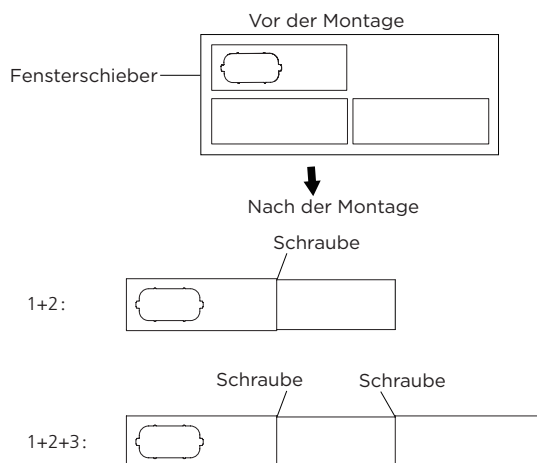 Vor der Montage
Fensterschieber
Nach der Montage
Schraube
1+2:
Schraube Schraube
1+2+3: